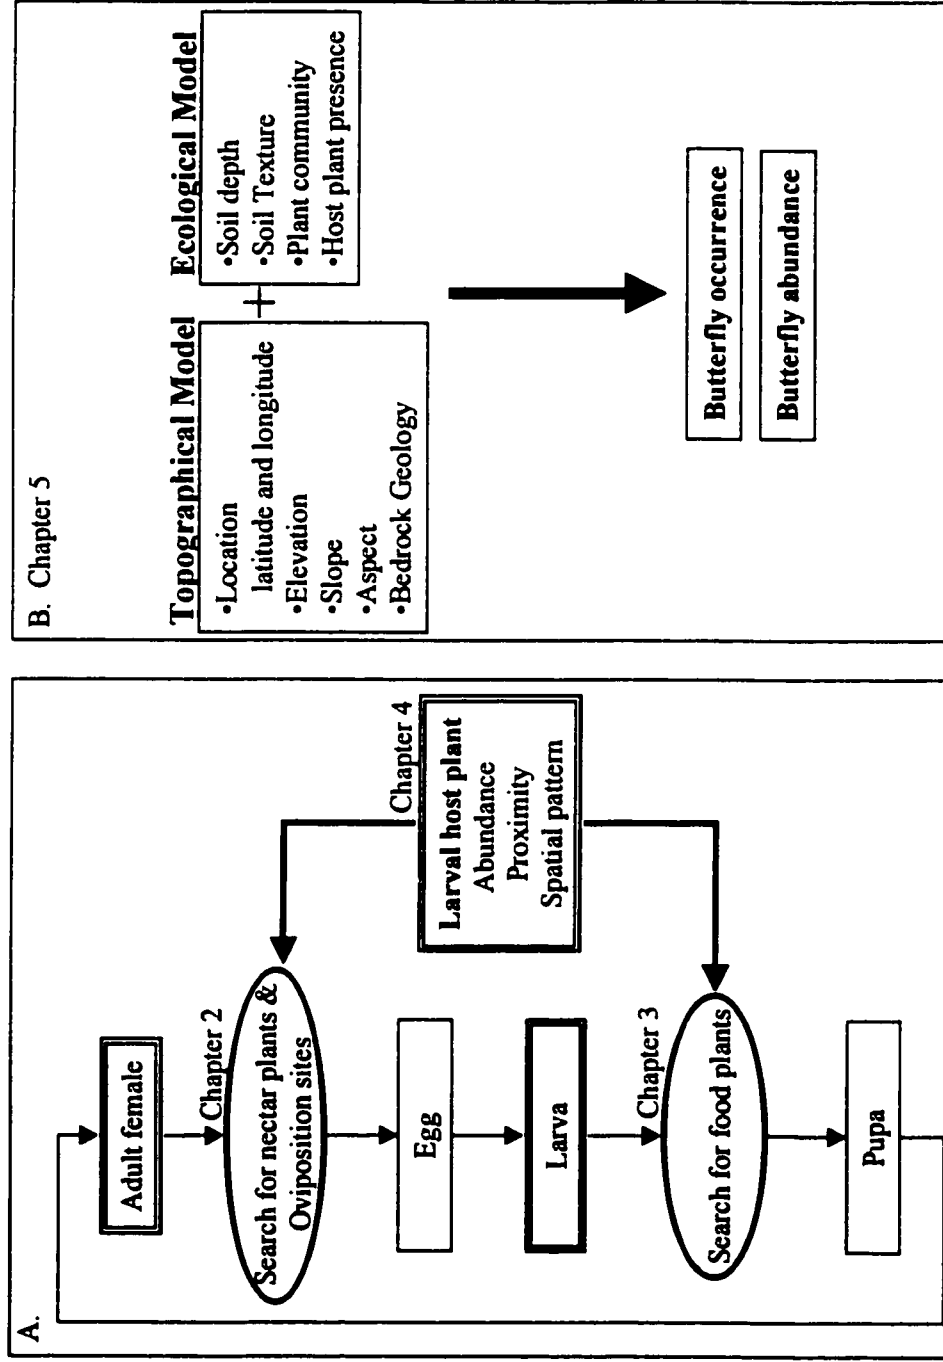 A.
Adult female
Chapter 2
Search for nectar plants &
Oviposition sites
Egg
Larva
Chapter 3
Search for food plants
Pupa
Chapter 4
Larval host plant
Abundance
Proximity
Spatial pattern
B. Chapter 5
Topographical Model
•Location
latitude and longitude
•Elevation
•Slope
•Aspect
•Bedrock Geology
+
Ecological Model
•Soil depth
•Soil Texture
•Plant community
•Host plant presence
Butterfly occurrence
Butterfly abundance